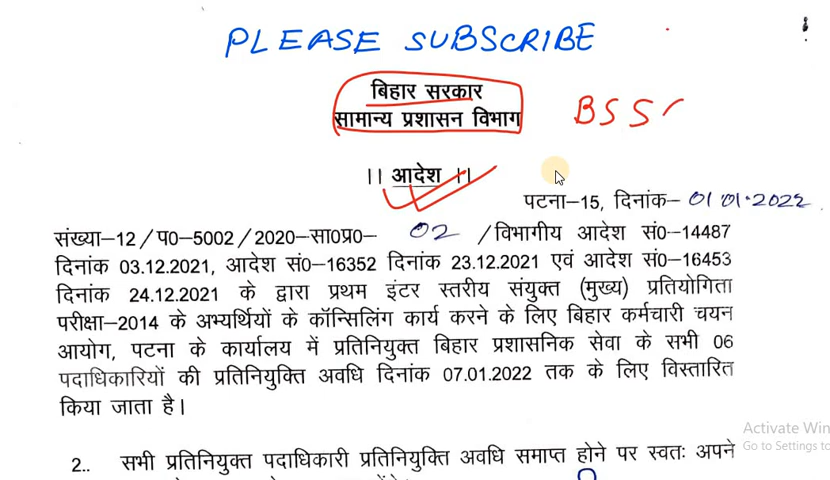 PLEASE SUBSCRIBE
बिहार सरकार
सामान्य प्रशासन विभाग
BSS
।। आदेश ।।
पटना-15, दिनांक- 01.01.2022
संख्या-12/प0-5002/2020-सा0प्र0- 02 /विभागीय आदेश सं0-14487
दिनांक 03.12.2021, आदेश सं0-16352 दिनांक 23.12.2021 एवं आदेश सं0-16453
दिनांक 24.12.2021 के द्वारा प्रथम इंटर स्तरीय संयुक्त (मुख्य) प्रतियोगिता
परीक्षा-2014 के अभ्यर्थियों के कॉन्सिलिंग कार्य करने के लिए बिहार कर्मचारी चयन
आयोग, पटना के कार्यालय में प्रतिनियुक्त बिहार प्रशासनिक सेवा के सभी 06
पदाधिकारियों की प्रतिनियुक्ति अवधि दिनांक 07.01.2022 तक के लिए विस्तारित
किया जाता है।
Activate Win
Go to Settings to
2.. सभी प्रतिनियुक्त पदाधिकारी प्रतिनियुक्ति अवधि समाप्त होने पर स्वतः अपने